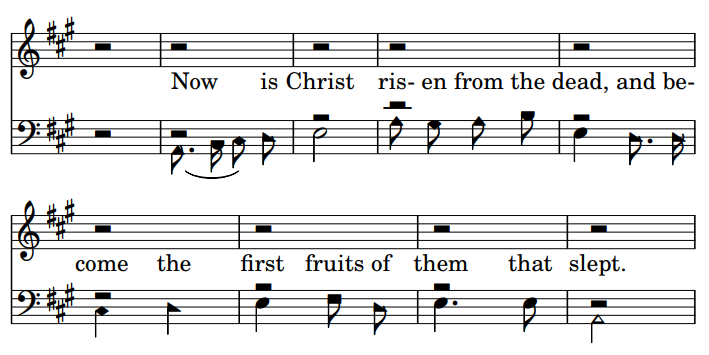 Now is Christ ris- en from the dead, and be-
come the first fruits of them that slept.